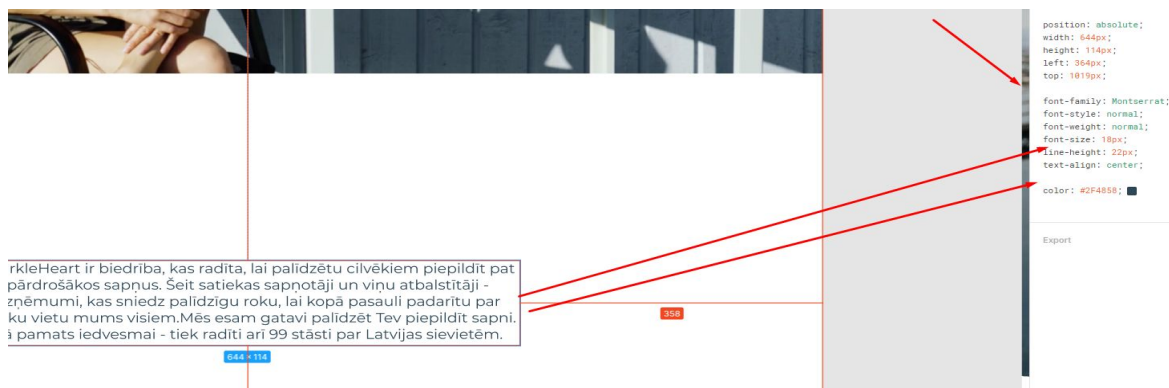 position: absolute;
width: 644px;
height: 114px;
left: 364px;
top: 1019px;
font-family: Montserrat;
font-style: normal;
font-weight: normal;
font-size: 18px;
line-height: 22px;
text-align: center;
color: #2F4858;
Export
rkleHeart ir biedrība, kas radīta, lai palīdzētu cilvēkiem piepildīt pat
pārdrošākos sapņus. Šeit satiekas sapņotāji un viņu atbalstītāji -
zņēmumi, kas sniedz palīdzīgu roku, lai kopā pasauli padarītu par
ku vietu mums visiem.Mēs esam gatavi palīdzēt Tev piepildīt sapni.
ā pamats iedvesmai - tiek radīti arī 99 stāsti par Latvijas sievietēm.
358
644 × 114